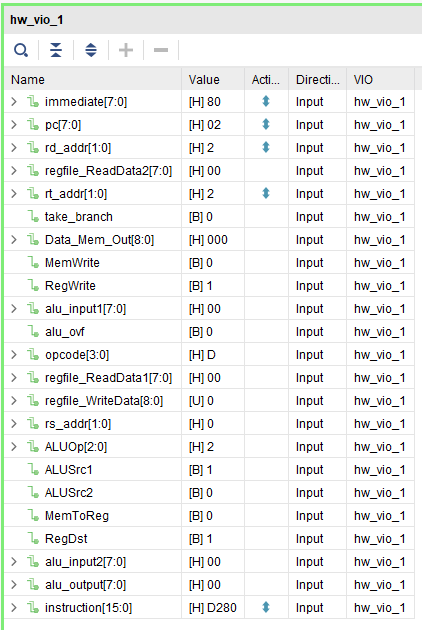 hw_vio_1
Name Value Acti... Directi... VIO
immediate[7:0] [H] 80 Input hw_vio_1
pc[7:0] [H] 02 Input hw_vio_1
rd_addr[1:0] [H] 2 Input hw_vio_1
regfile_ReadData2[7:0] [H] 00 Input hw_vio_1
rt_addr[1:0] [H] 2 Input hw_vio_1
take_branch [B] 0 Input hw_vio_1
Data_Mem_Out[8:0] [H] 000 Input hw_vio_1
MemWrite [B] 0 Input hw_vio_1
RegWrite [B] 1 Input hw_vio_1
alu_input1[7:0] [H] 00 Input hw_vio_1
alu_ovf [B] 0 Input hw_vio_1
opcode[3:0] [H] D Input hw_vio_1
regfile_ReadData1[7:0] [H] 00 Input hw_vio_1
regfile_WriteData[8:0] [U] 0 Input hw_vio_1
rs_addr[1:0] [H] 0 Input hw_vio_1
ALUOp[2:0] [H] 2 Input hw_vio_1
ALUSrc1 [B] 1 Input hw_vio_1
ALUSrc2 [B] 0 Input hw_vio_1
MemToReg [B] 0 Input hw_vio_1
RegDst [B] 1 Input hw_vio_1
alu_input2[7:0] [H] 00 Input hw_vio_1
alu_output[7:0] [H] 00 Input hw_vio_1
instruction[15:0] [H] D280 Input hw_vio_1